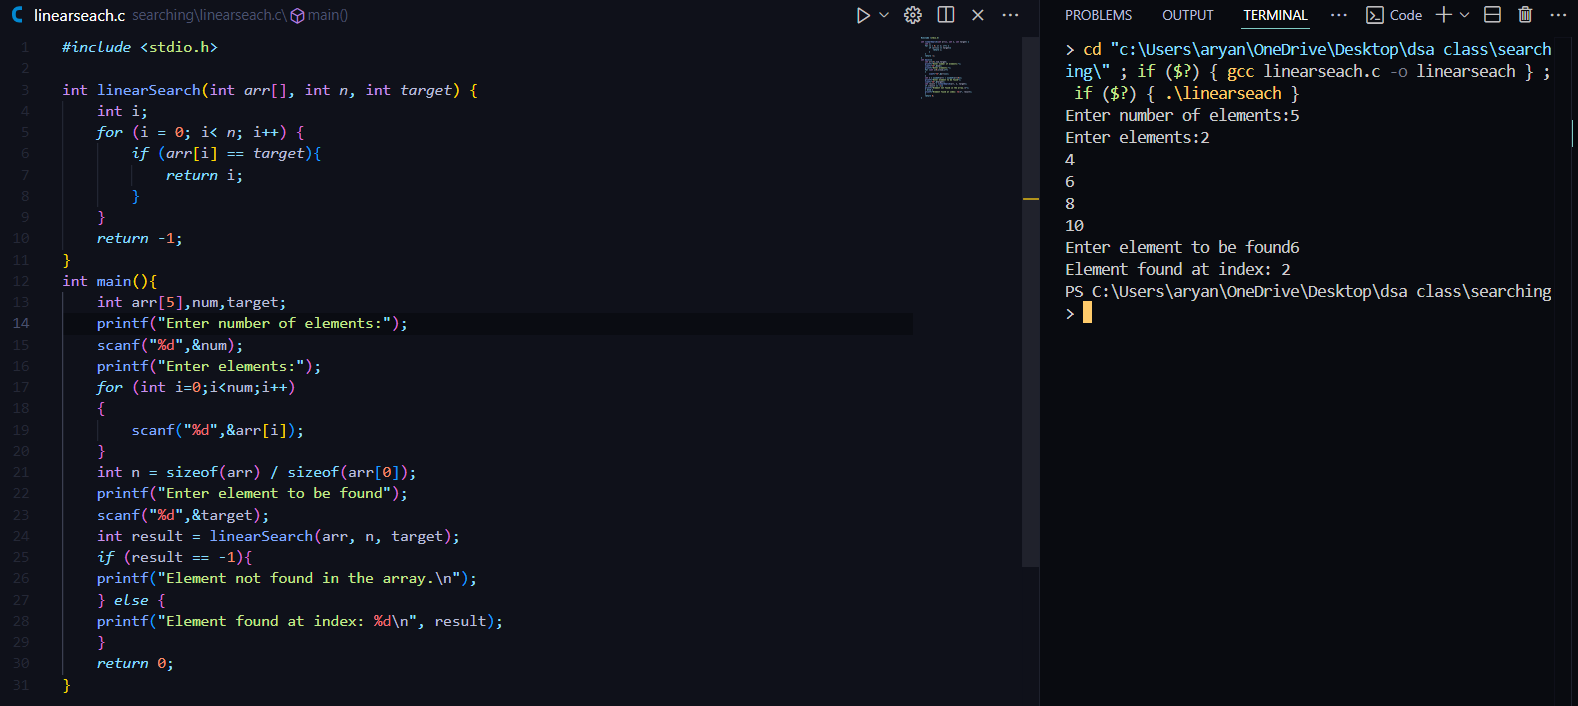 linearseach.c searching\linearseach.c\ main()
1 #include <stdio.h>
2
3 int linearSearch(int arr[], int n, int target) {
4     int i;
5     for (i = 0; i< n; i++) {
6         if (arr[i] == target){
7             return i;
8         }
9     }
10     return -1;
11 }
12 int main(){
13     int arr[5],num,target;
14     printf("Enter number of elements:");
15     scanf("%d",&num);
16     printf("Enter elements:");
17     for (int i=0;i<num;i++)
18     {
19         scanf("%d",&arr[i]);
20     }
21     int n = sizeof(arr) / sizeof(arr[0]);
22     printf("Enter element to be found");
23     scanf("%d",&target);
24     int result = linearSearch(arr, n, target);
25     if (result == -1){
26     printf("Element not found in the array.\n");
27     } else {
28     printf("Element found at index: %d\n", result);
29     }
30     return 0;
31 }
PROBLEMS OUTPUT TERMINAL ··· Code
> cd "c:\Users\aryan\OneDrive\Desktop\dsa class\search
ing\" ; if ($?) { gcc linearseach.c -o linearseach } ;
 if ($?) { .\linearseach }
Enter number of elements:5
Enter elements:2
4
6
8
10
Enter element to be found6
Element found at index: 2
PS C:\Users\aryan\OneDrive\Desktop\dsa class\searching
>